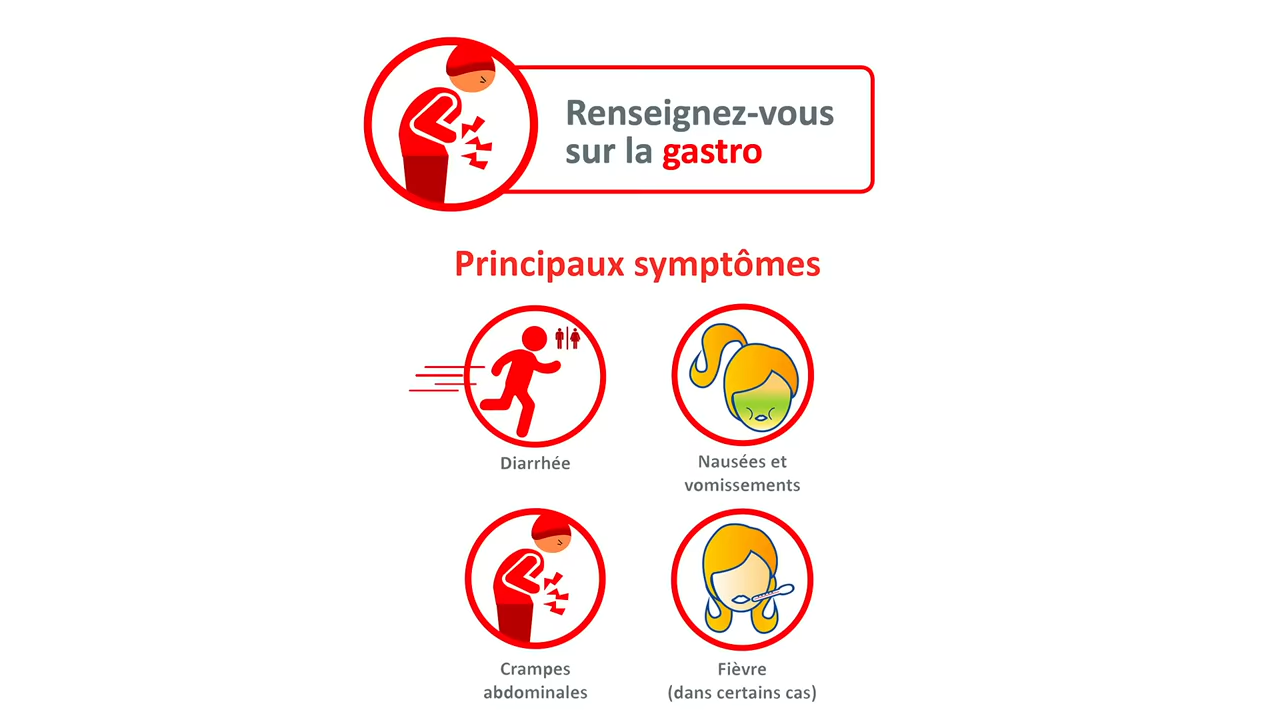 Renseignez-vous
sur la gastro
Principaux symptômes
Diarrhée
Nausées et
vomissements
Crampes
abdominales
Fièvre
(dans certains cas)